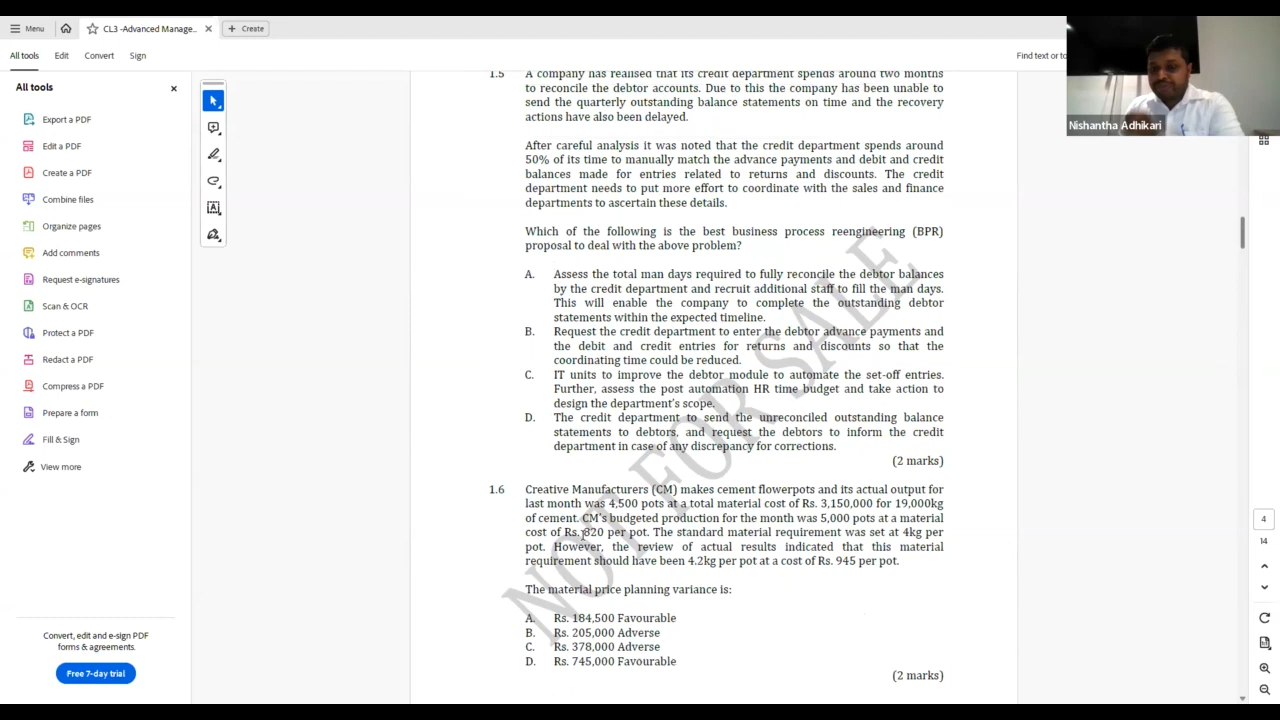 Menu
CL3 -Advanced Manage...
Create
All tools
Edit
Convert
Sign
Find text or to
All tools
Export a PDF
Edit a PDF
Create a PDF
Combine files
Organize pages
Add comments
Request e-signatures
Scan & OCR
Protect a PDF
Redact a PDF
Compress a PDF
Prepare a form
Fill & Sign
View more
Convert, edit and e-sign PDF
forms & agreements.
Free 7-day trial
1.5 A company has realised that its credit department spends around two months
to reconcile the debtor accounts. Due to this the company has been unable to
send the quarterly outstanding balance statements on time and the recovery
actions have also been delayed.
After careful analysis it was noted that the credit department spends around
50% of its time to manually match the advance payments and debit and credit
balances made for entries related to returns and discounts. The credit
department needs to put more effort to coordinate with the sales and finance
departments to ascertain these details.
Which of the following is the best business process reengineering (BPR)
proposal to deal with the above problem?
A. Assess the total man days required to fully reconcile the debtor balances
by the credit department and recruit additional staff to fill the man days.
This will enable the company to complete the outstanding debtor
statements within the expected timeline.
B. Request the credit department to enter the debtor advance payments and
the debit and credit entries for returns and discounts so that the
coordinating time could be reduced.
C. IT units to improve the debtor module to automate the set-off entries.
Further, assess the post automation HR time budget and take action to
design the department's scope.
D. The credit department to send the unreconciled outstanding balance
statements to debtors, and request the debtors to inform the credit
department in case of any discrepancy for corrections.
(2 marks)
1.6 Creative Manufacturers (CM) makes cement flowerpots and its actual output for
last month was 4,500 pots at a total material cost of Rs. 3,150,000 for 19,000kg
of cement. CM's budgeted production for the month was 5,000 pots at a material
cost of Rs. 820 per pot. The standard material requirement was set at 4kg per
pot. However, the review of actual results indicated that this material
requirement should have been 4.2kg per pot at a cost of Rs. 945 per pot.
The material price planning variance is:
A. Rs. 184,500 Favourable
B. Rs. 205,000 Adverse
C. Rs. 378,000 Adverse
D. Rs. 745,000 Favourable
(2 marks)
NOT FOR SALE
Nishantha Adhikari
4
14